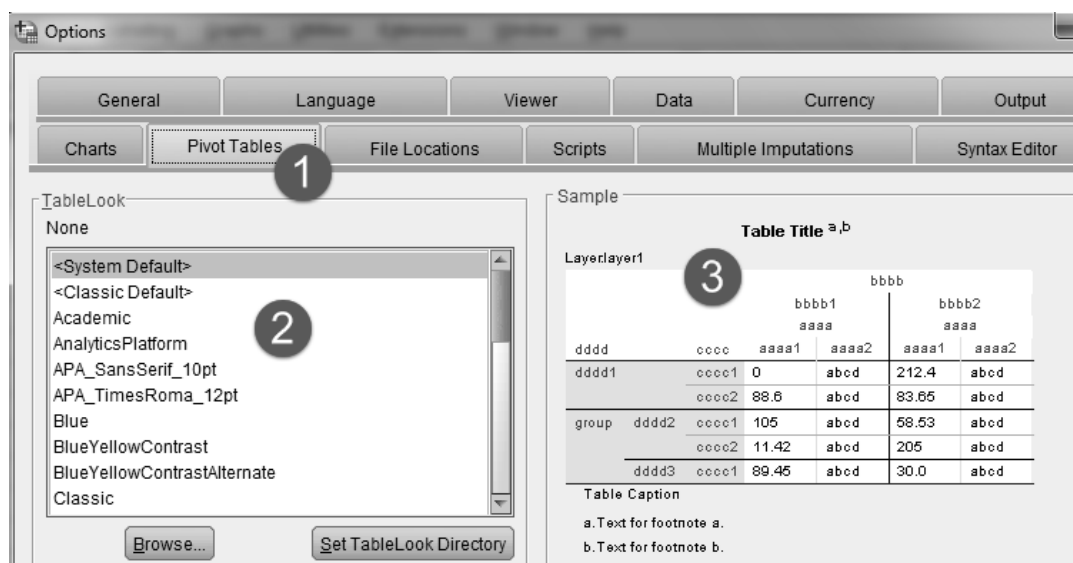 Options
General Language Viewer Data Currency Output
Charts Pivot Tables File Locations Scripts Multiple Imputations Syntax Editor
1
TableLook
None
<System Default>
<Classic Default>
Academic
AnalyticsPlatform
APA_SansSerif_10pt
APA_TimesRoma_12pt
Blue
BlueYellowContrast
BlueYellowContrastAlternate
Classic
2
Browse...
Set TableLook Directory
Sample
Table Title a,b
Layer:layer1
3
bbbb
bbbb1 bbbb2
aaaa aaaa
dddd cccc aaaa1 aaaa2 aaaa1 aaaa2
dddd1 cccc1 0 abcd 212.4 abcd
cccc2 88.6 abcd 83.65 abcd
group dddd2 cccc1 105 abcd 58.53 abcd
cccc2 11.42 abcd 205 abcd
dddd3 cccc1 89.45 abcd 30.0 abcd
Table Caption
a.Text for footnote a.
b.Text for footnote b.